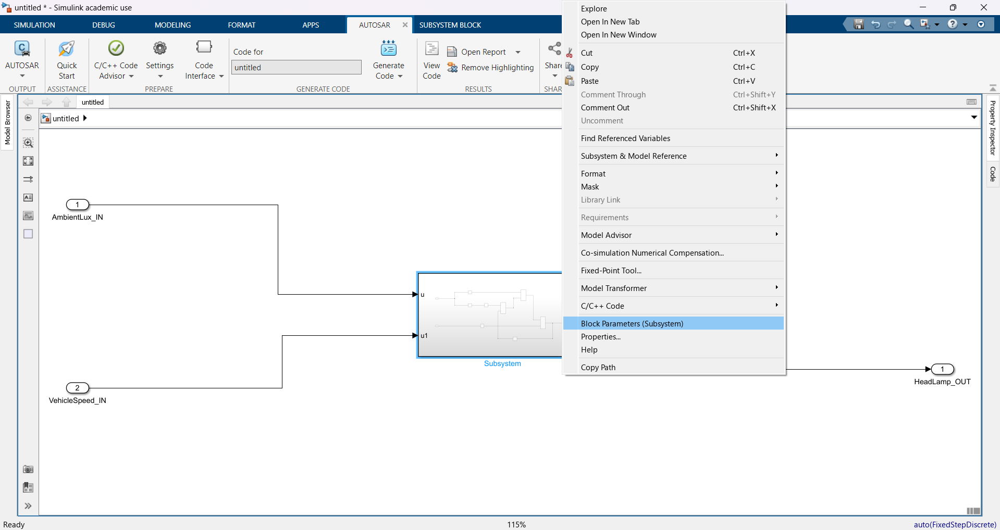 untitled * - Simulink academic use
SIMULATION DEBUG MODELING FORMAT APPS AUTOSAR SUBSYSTEM BLOCK
AUTOSAR
Quick Start
C/C++ Code Advisor
Settings
Code Interface
Code for
untitled
Generate Code
View Code
Open Report
Remove Highlighting
Share
OUTPUT ASSISTANCE PREPARE GENERATE CODE RESULTS SHAR
Model Browser
untitled
untitled
Property Inspector
Code
1
AmbientLux_IN
2
VehicleSpeed_IN
u
u1
Subsystem
1
HeadLamp_OUT
Explore
Open In New Tab
Open In New Window
Cut Ctrl+X
Copy Ctrl+C
Paste Ctrl+V
Comment Through Ctrl+Shift+Y
Comment Out Ctrl+Shift+X
Uncomment
Find Referenced Variables
Subsystem & Model Reference
Format
Mask
Library Link
Requirements
Model Advisor
Co-simulation Numerical Compensation...
Fixed-Point Tool...
Model Transformer
C/C++ Code
Block Parameters (Subsystem)
Properties...
Help
Copy Path
Ready 115% auto(FixedStepDiscrete)